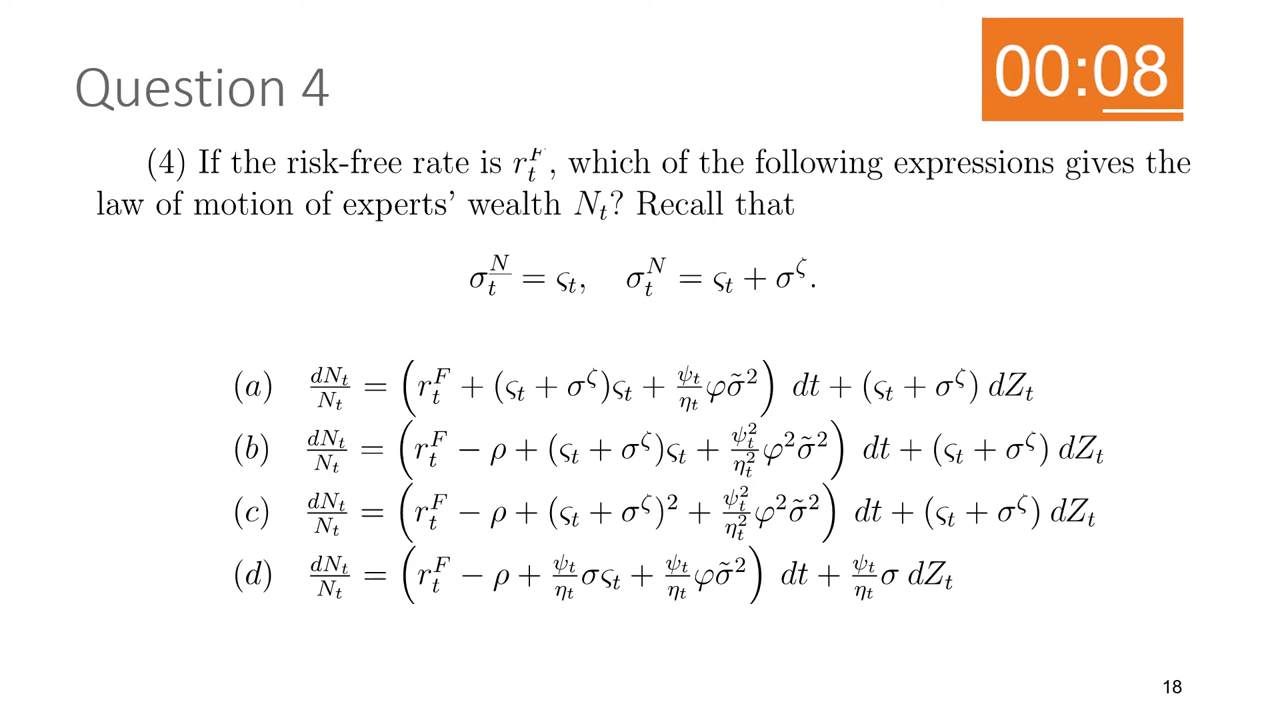 00:08
Question 4
(4) If the risk-free rate is r_t^F, which of the following expressions gives the
law of motion of experts' wealth N_t? Recall that
σ_t^{\underline{N}} = ς_t, σ_t^N = ς_t + σ^ζ.
(a) dN_t/N_t = (r_t^F + (ς_t + σ^ζ)ς_t + ψ_t/η_t φσ̃^2) dt + (ς_t + σ^ζ) dZ_t
(b) dN_t/N_t = (r_t^F − ρ + (ς_t + σ^ζ)ς_t + ψ_t^2/η_t^2 φ^2σ̃^2) dt + (ς_t + σ^ζ) dZ_t
(c) dN_t/N_t = (r_t^F − ρ + (ς_t + σ^ζ)^2 + ψ_t^2/η_t^2 φ^2σ̃^2) dt + (ς_t + σ^ζ) dZ_t
(d) dN_t/N_t = (r_t^F − ρ + ψ_t/η_t σς_t + ψ_t/η_t φσ̃^2) dt + ψ_t/η_t σ dZ_t
18